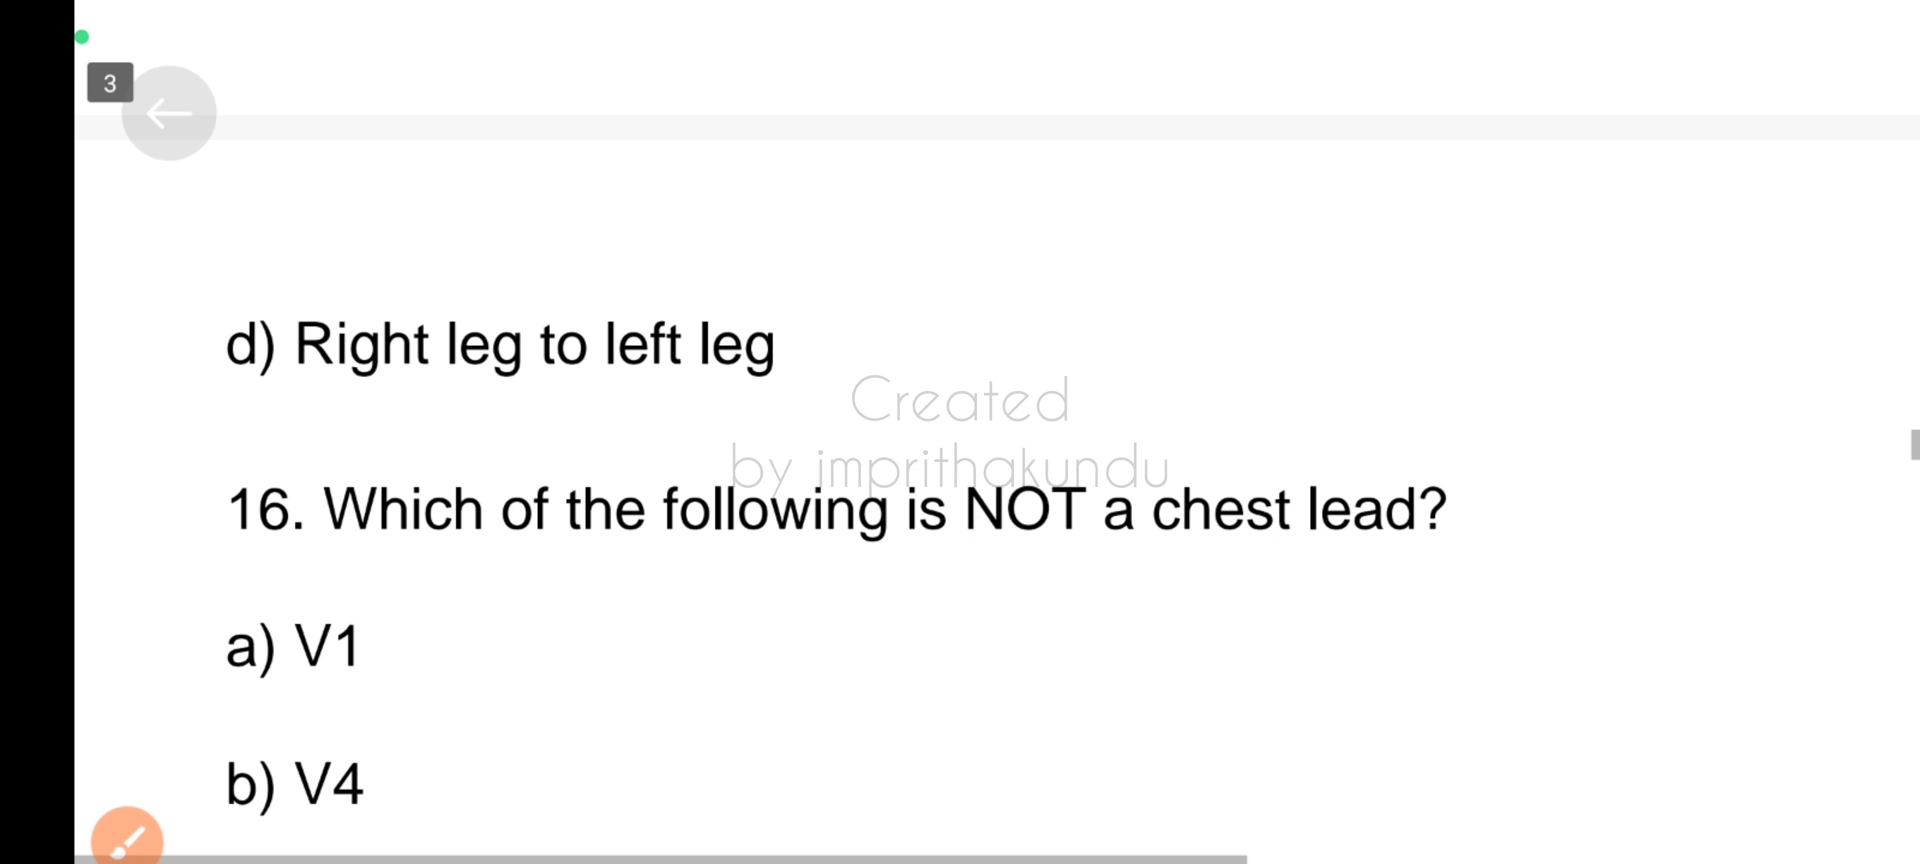 3
d) Right leg to left leg
Created
by imprithakundu
16. Which of the following is NOT a chest lead?
a) V1
b) V4